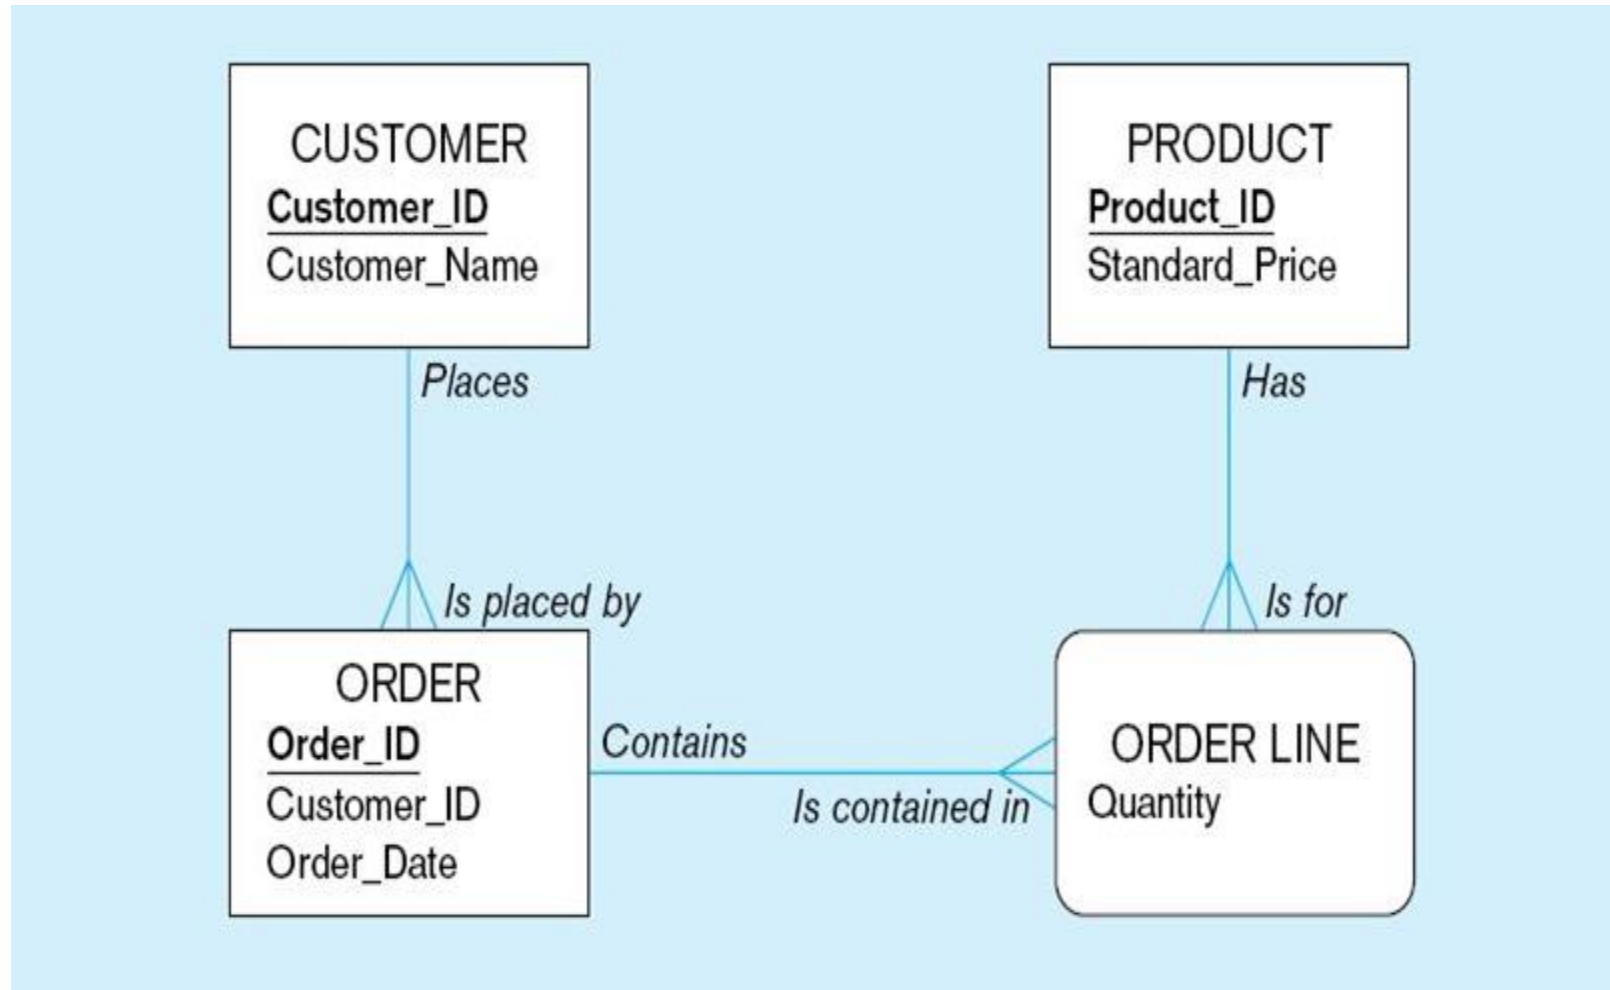 CUSTOMER
Customer_ID
Customer_Name
PRODUCT
Product_ID
Standard_Price
Places
Has
Is placed by
Is for
ORDER
Order_ID
Customer_ID
Order_Date
Contains
Is contained in
ORDER LINE
Quantity